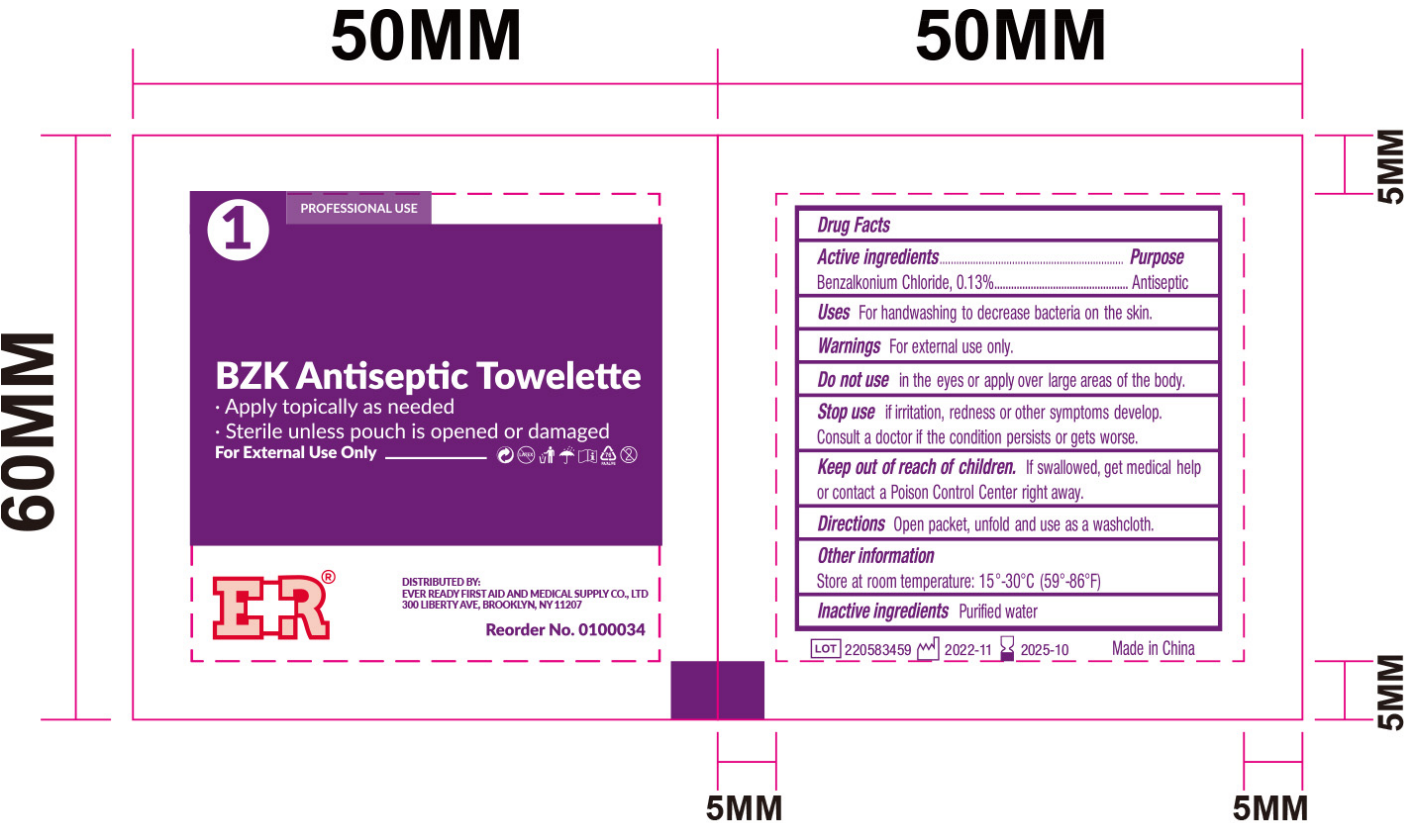 50MM
50MM
60MM
5MM
5MM
5MM
5MM
1
PROFESSIONAL USE
BZK Antiseptic Towelette
· Apply topically as needed
· Sterile unless pouch is opened or damaged
For External Use Only
E·R®
DISTRIBUTED BY:
EVER READY FIRST AID AND MEDICAL SUPPLY CO., LTD
300 LIBERTY AVE, BROOKLYN, NY 11207
Reorder No. 0100034
Drug Facts
Active ingredients.......... Purpose
Benzalkonium Chloride, 0.13%.......... Antiseptic
Uses For handwashing to decrease bacteria on the skin.
Warnings For external use only.
Do not use in the eyes or apply over large areas of the body.
Stop use if irritation, redness or other symptoms develop.
Consult a doctor if the condition persists or gets worse.
Keep out of reach of children. If swallowed, get medical help
or contact a Poison Control Center right away.
Directions Open packet, unfold and use as a washcloth.
Other information
Store at room temperature: 15°-30°C (59°-86°F)
Inactive ingredients Purified water
LOT 220583459 2022-11 2025-10 Made in China